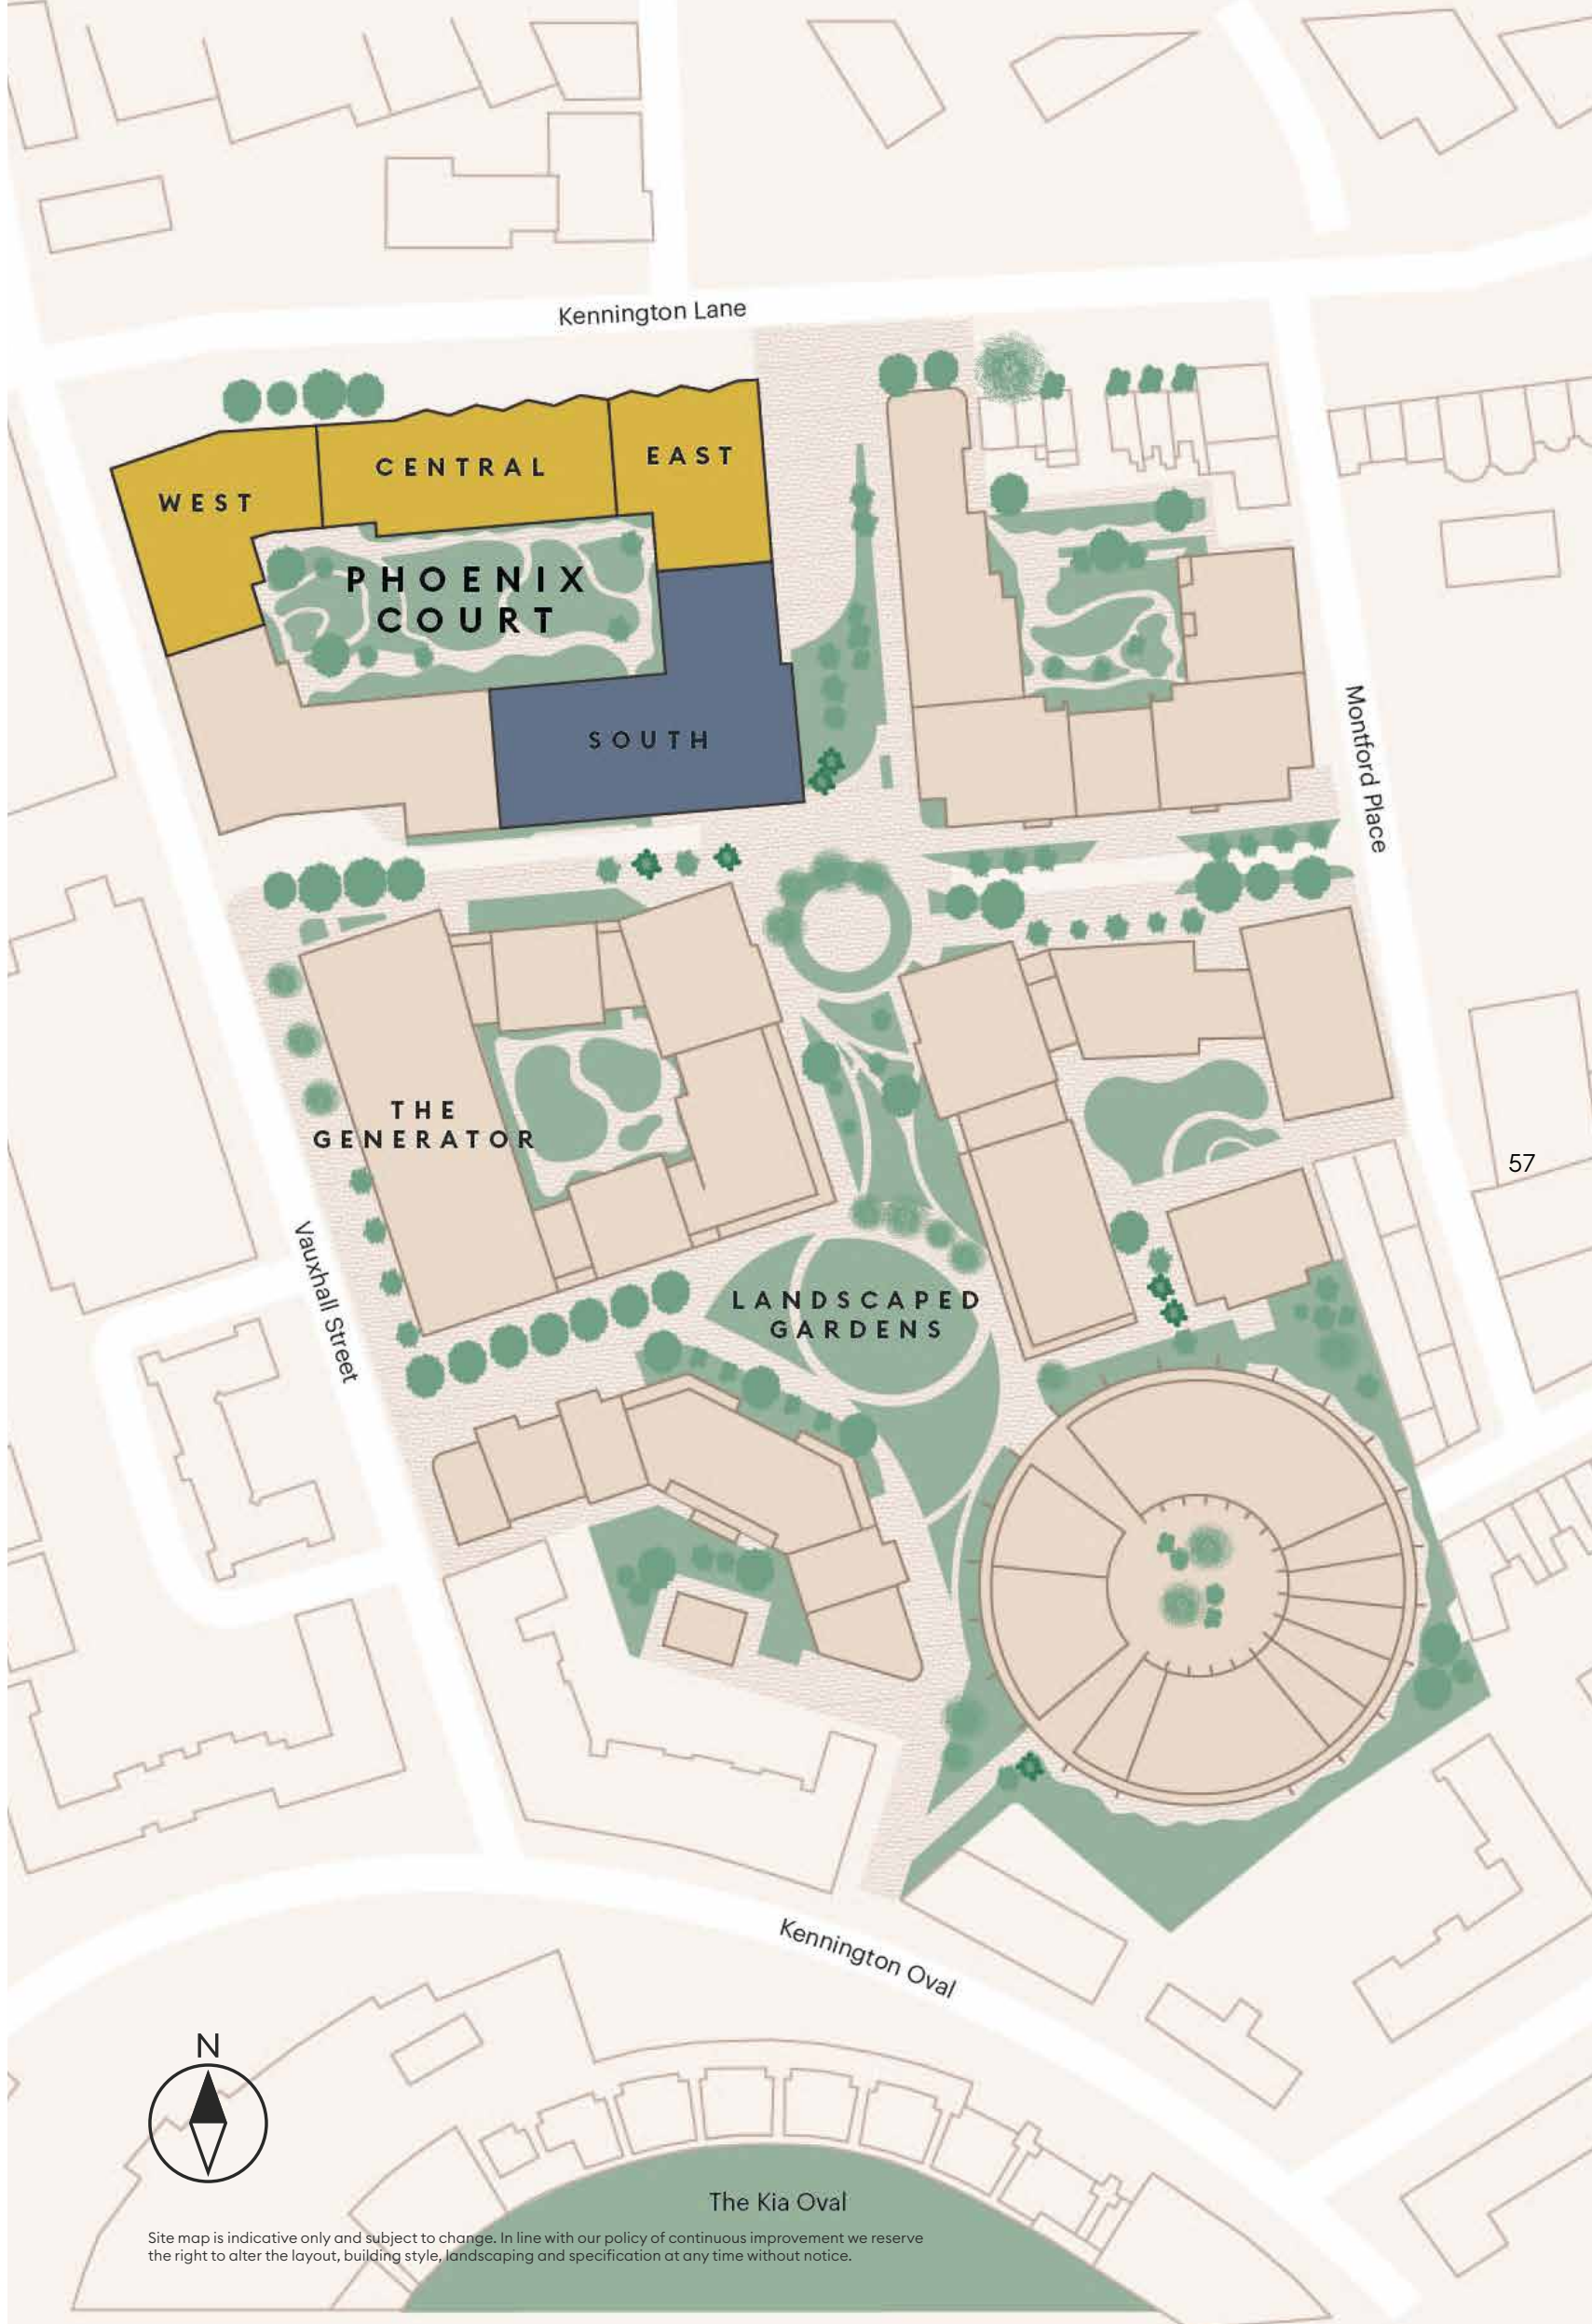 Kennington Lane
EAST
CENTRAL
WEST
PHOENIX
COURT
SOUTH
Montford Place
THE
GENERATOR
57
Vauxhall Street
LANDSCAPED
GARDENS
Kennington Oval
N
The Kia Oval
Site map is indicative only and subject to change. In line with our policy of continuous improvement we reserve
the right to alter the layout, building style, landscaping and specification at any time without notice.